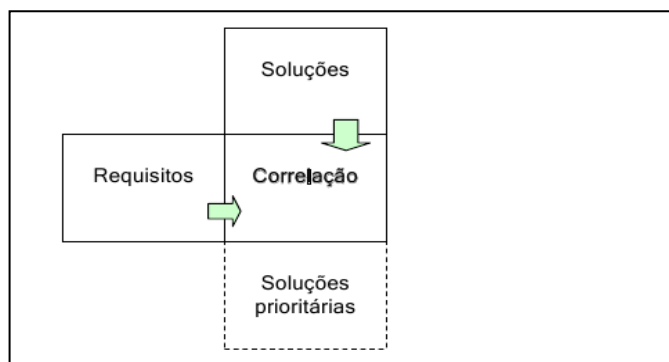 Soluções
Requisitos
Correlação
Soluções
prioritárias